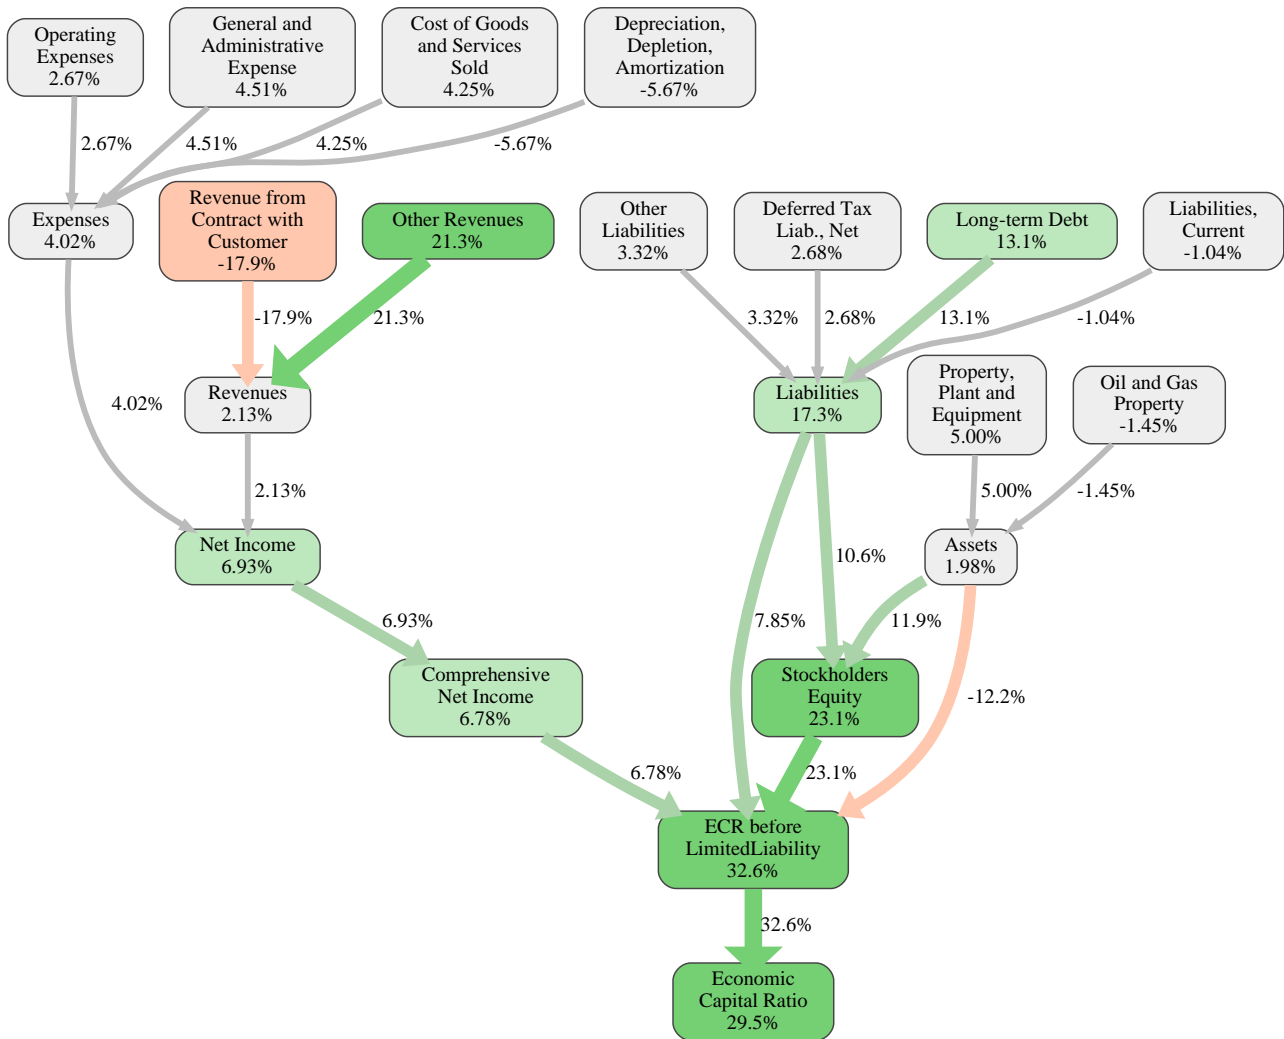 Operating
Expenses
2.67%
General and
Administrative
Expense
4.51%
Cost of Goods
and Services
Sold
4.25%
Depreciation,
Depletion,
Amortization
-5.67%
2.67%
4.51%
4.25%
-5.67%
Expenses
4.02%
Revenue from
Contract with
Customer
-17.9%
Other Revenues
21.3%
Other
Liabilities
3.32%
Deferred Tax
Liab., Net
2.68%
Long-term Debt
13.1%
Liabilities,
Current
-1.04%
-17.9%
21.3%
3.32%
2.68%
13.1%
-1.04%
4.02%
Revenues
2.13%
Liabilities
17.3%
Property,
Plant and
Equipment
5.00%
Oil and Gas
Property
-1.45%
2.13%
5.00%
-1.45%
Net Income
6.93%
10.6%
Assets
1.98%
6.93%
7.85%
11.9%
Comprehensive
Net Income
6.78%
Stockholders
Equity
23.1%
-12.2%
6.78%
23.1%
ECR before
LimitedLiability
32.6%
32.6%
Economic
Capital Ratio
29.5%